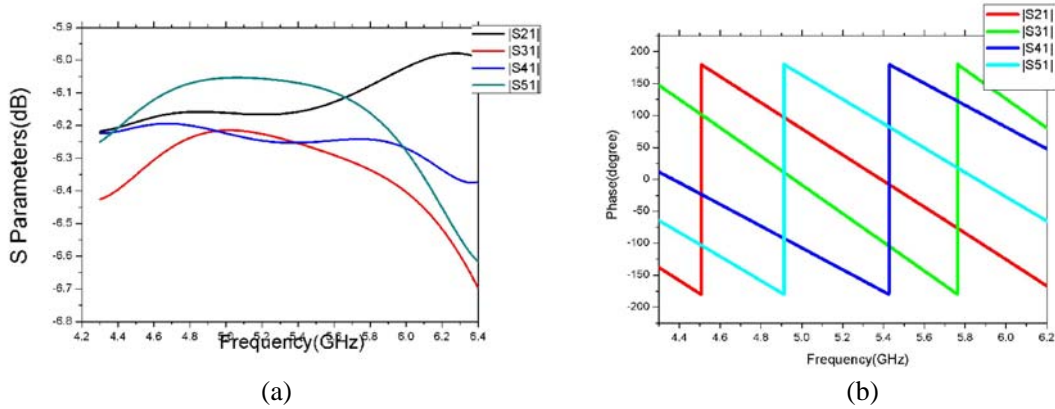 |S21|
|S31|
|S41|
|S51|
S Parameters(dB)
-5.9
-6.0
-6.1
-6.2
-6.3
-6.4
-6.5
-6.6
-6.7
-6.8
4.2 4.4 4.6 4.8 5.0 5.2 5.4 5.6 5.8 6.0 6.2 6.4
Frequency(GHz)
(a)
|S21|
|S31|
|S41|
|S51|
Phase(degree)
200
150
100
50
0
-50
-100
-150
-200
4.4 4.6 4.8 5.0 5.2 5.4 5.6 5.8 6.0 6.2
Frequency(GHz)
(b)